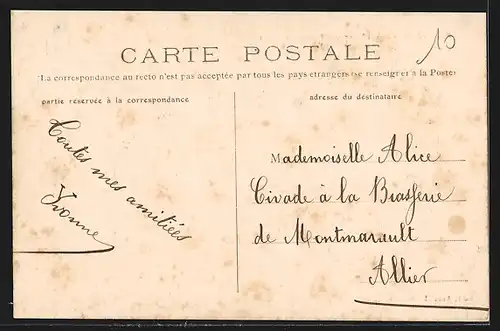 CARTE POSTALE
10
La correspondance au recto n'est pas acceptée par tous les pays étrangers (se renseigner à la Poste)
partie réservée à la correspondance
adresse du destinataire
Toutes mes amitiées
Yvonne
Mademoiselle Alice
Civade à la Brasserie
de Montmarault
Allier